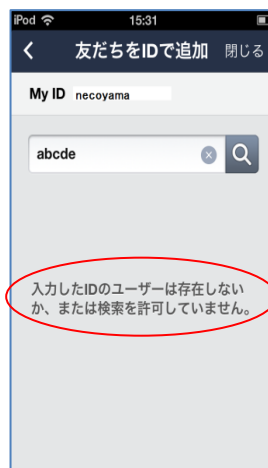 iPod 15:31
友だちをIDで追加 閉じる
My ID necoyama
abcde
入力したIDのユーザーは存在しない
か、または検索を許可していません。